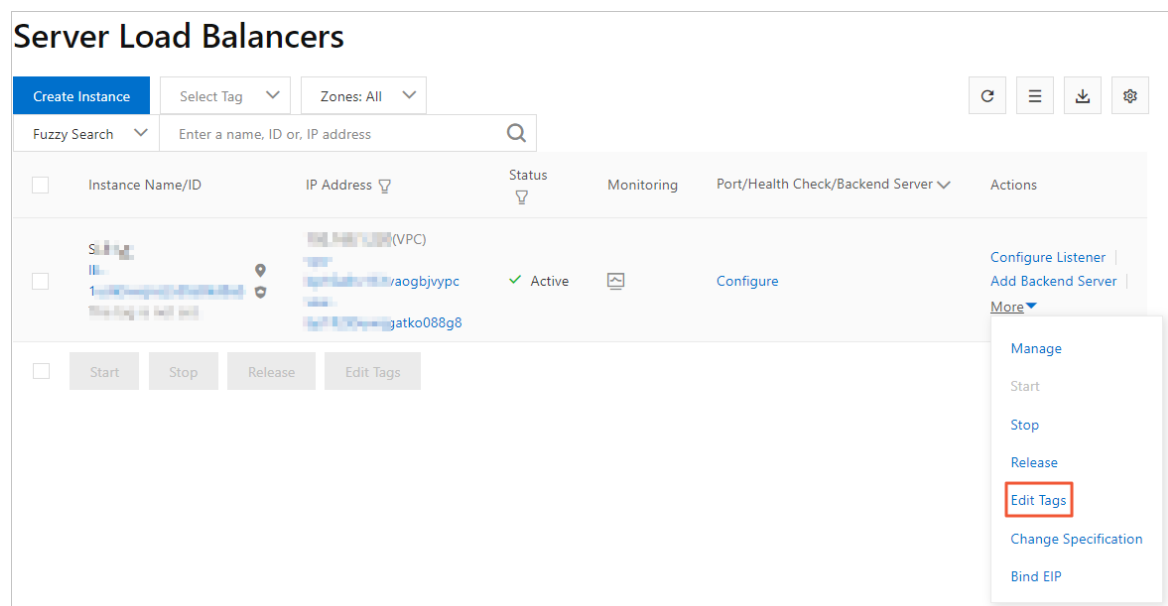 Server Load Balancers
Create Instance
Select Tag
Zones: All
Fuzzy Search
Enter a name, ID or, IP address
Instance Name/ID
IP Address
Status
Monitoring
Port/Health Check/Backend Server
Actions
(VPC)
vaogbjvypc
gatko088g8
Active
Configure
Configure Listener
Add Backend Server
More
Start
Stop
Release
Edit Tags
Manage
Start
Stop
Release
Edit Tags
Change Specification
Bind EIP